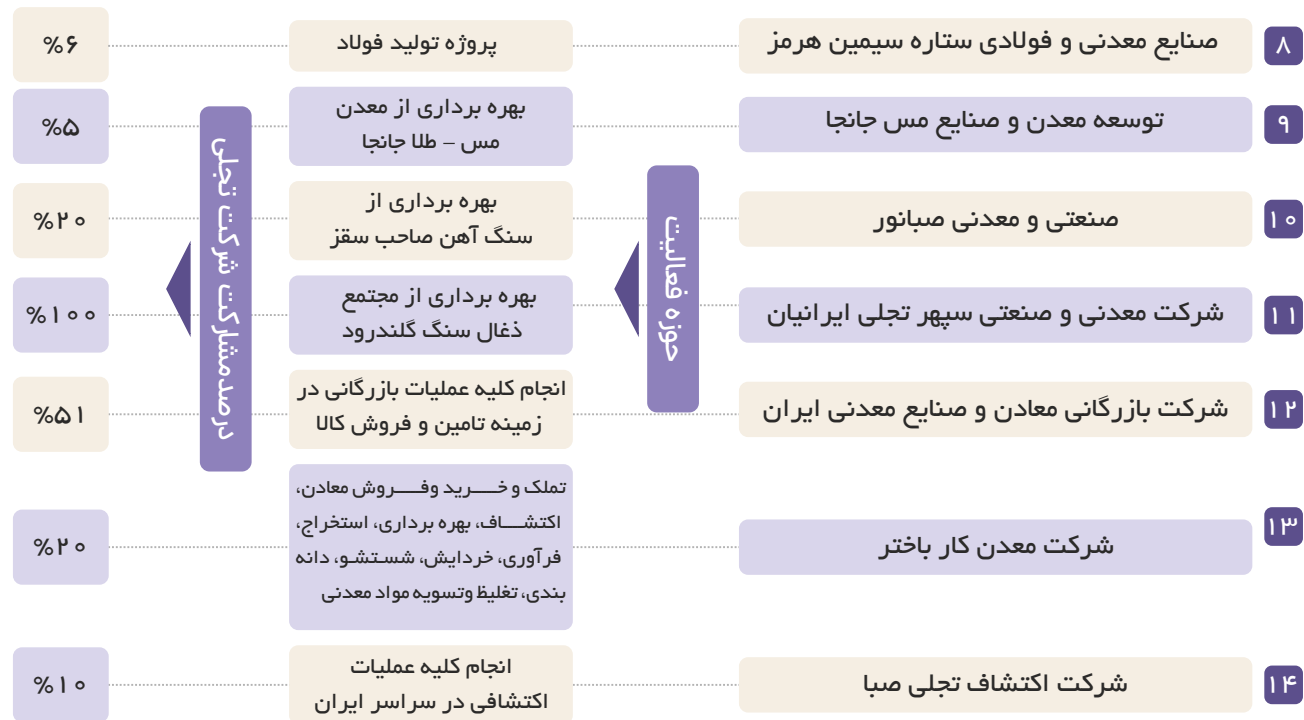 ۸
صنایع معدنی و فولادی ستاره سیمین هرمز
پروژه تولید فولاد
%۶
۹
توسعه معدن و صنایع مس جانجا
بهره برداری از معدن
مس – طلا جانجا
%۵
۱۰
صنعتی و معدنی صبانور
بهره برداری از
سنگ آهن صاحب سقز
%۲۰
۱۱
شرکت معدنی و صنعتی سپهر تجلی ایرانیان
بهره برداری از مجتمع
ذغال سنگ گلندرود
%۱۰۰
۱۲
شرکت بازرگانی معادن و صنایع معدنی ایران
انجام کلیه عملیات بازرگانی در
زمینه تامین و فروش کالا
%۵۱
۱۳
شرکت معدن کار باختر
تملک و خـــرید وفـــروش معادن،
اکتشـــاف، بهره برداری، استخراج،
فرآوری، خردایش، شستشو، دانه
بندی، تغلیظ وتسویه مواد معدنی
%۲۰
۱۴
شرکت اکتشاف تجلی صبا
انجام کلیه عملیات
اکتشافی در سراسر ایران
%۱۰
حوزه فعالیت
درصدمشارکت شرکت تجلی